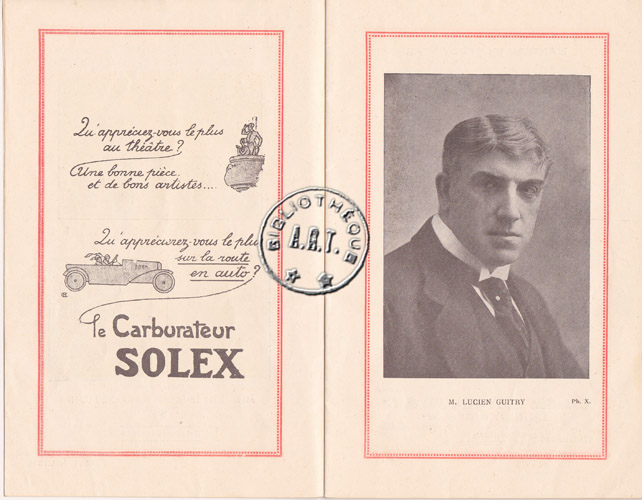 Qu'appréciez-vous le plus
au théâtre?
Une bonne pièce.
et de bons artistes....
Qu'apprécierez-vous le plu
sur la route
en auto?
le Carburateur
SOLEX
BIBLIOTHÈQUE
A.R.T.
M. LUCIEN GUITRY
Ph. X.